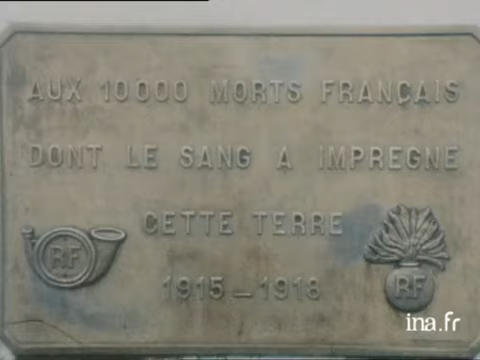 AUX 10000 MORTS FRANÇAIS
DONT LE SANG A IMPREGNE
CETTE TERRE
RF
RF
1915-1918
ina.fr